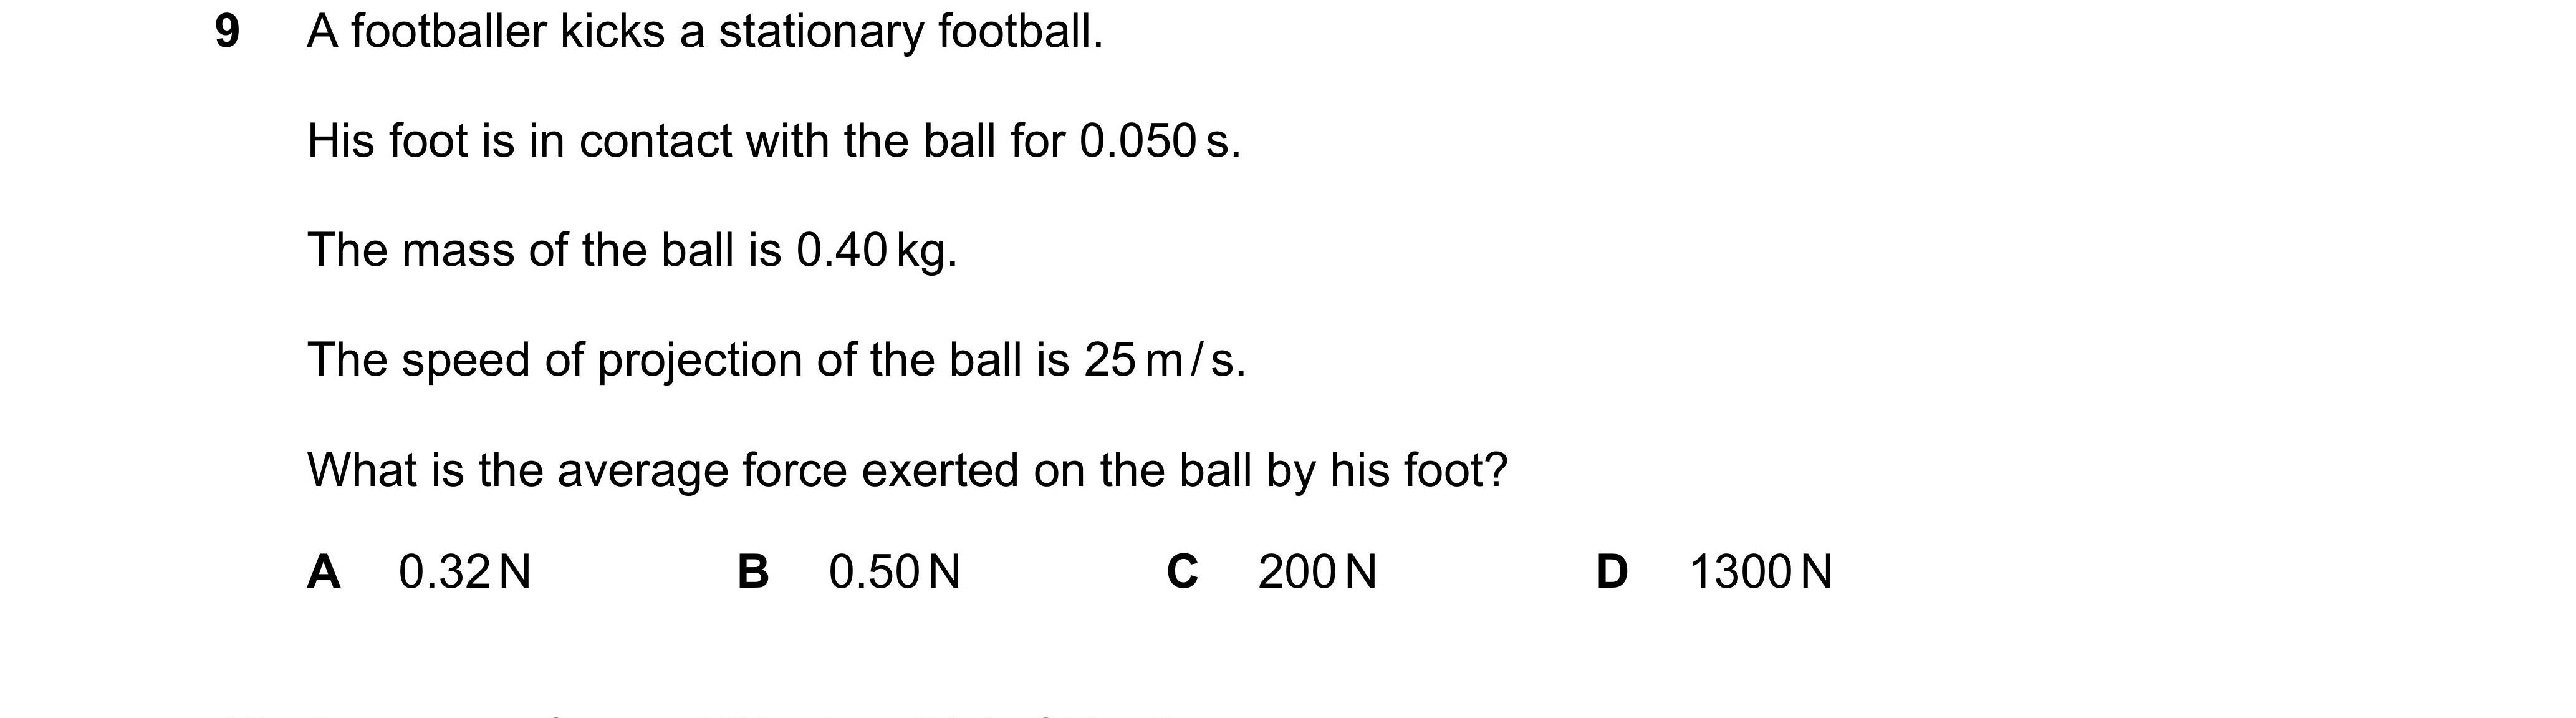 9 A footballer kicks a stationary football.
His foot is in contact with the ball for 0.050 s.
The mass of the ball is 0.40 kg.
The speed of projection of the ball is 25 m / s.
What is the average force exerted on the ball by his foot?
A 0.32 N B 0.50 N C 200 N D 1300 N